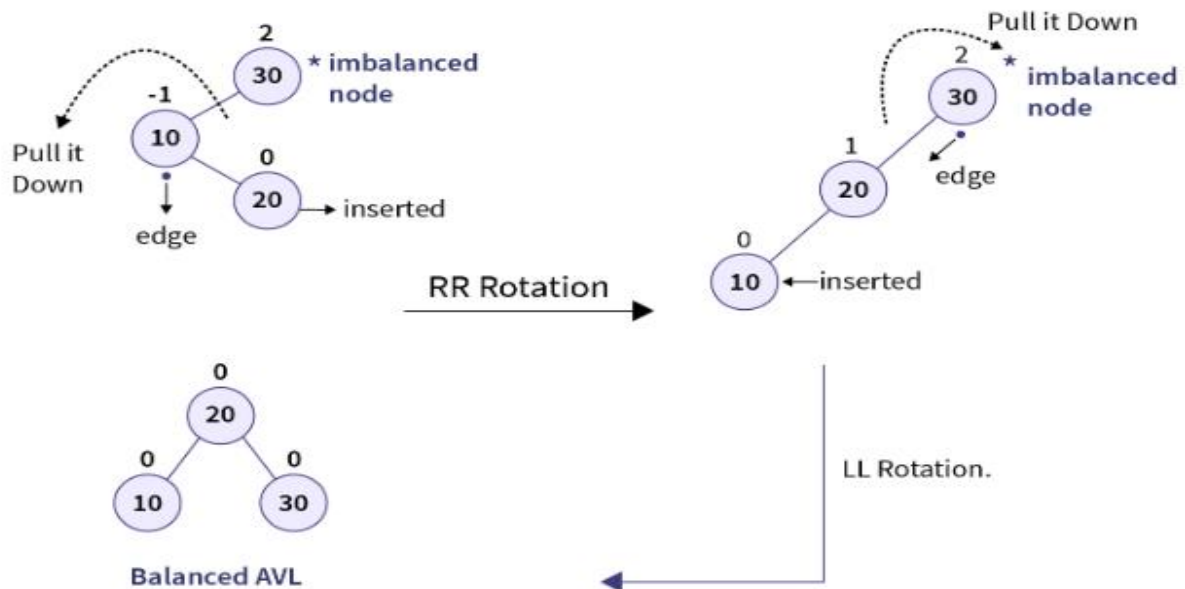 2
30
* imbalanced
node
-1
10
Pull it
Down
0
20
inserted
edge
RR Rotation
Pull it Down
*
2
imbalanced
node
30
edge
1
20
0
10
inserted
LL Rotation.
0
20
0
10
0
30
Balanced AVL